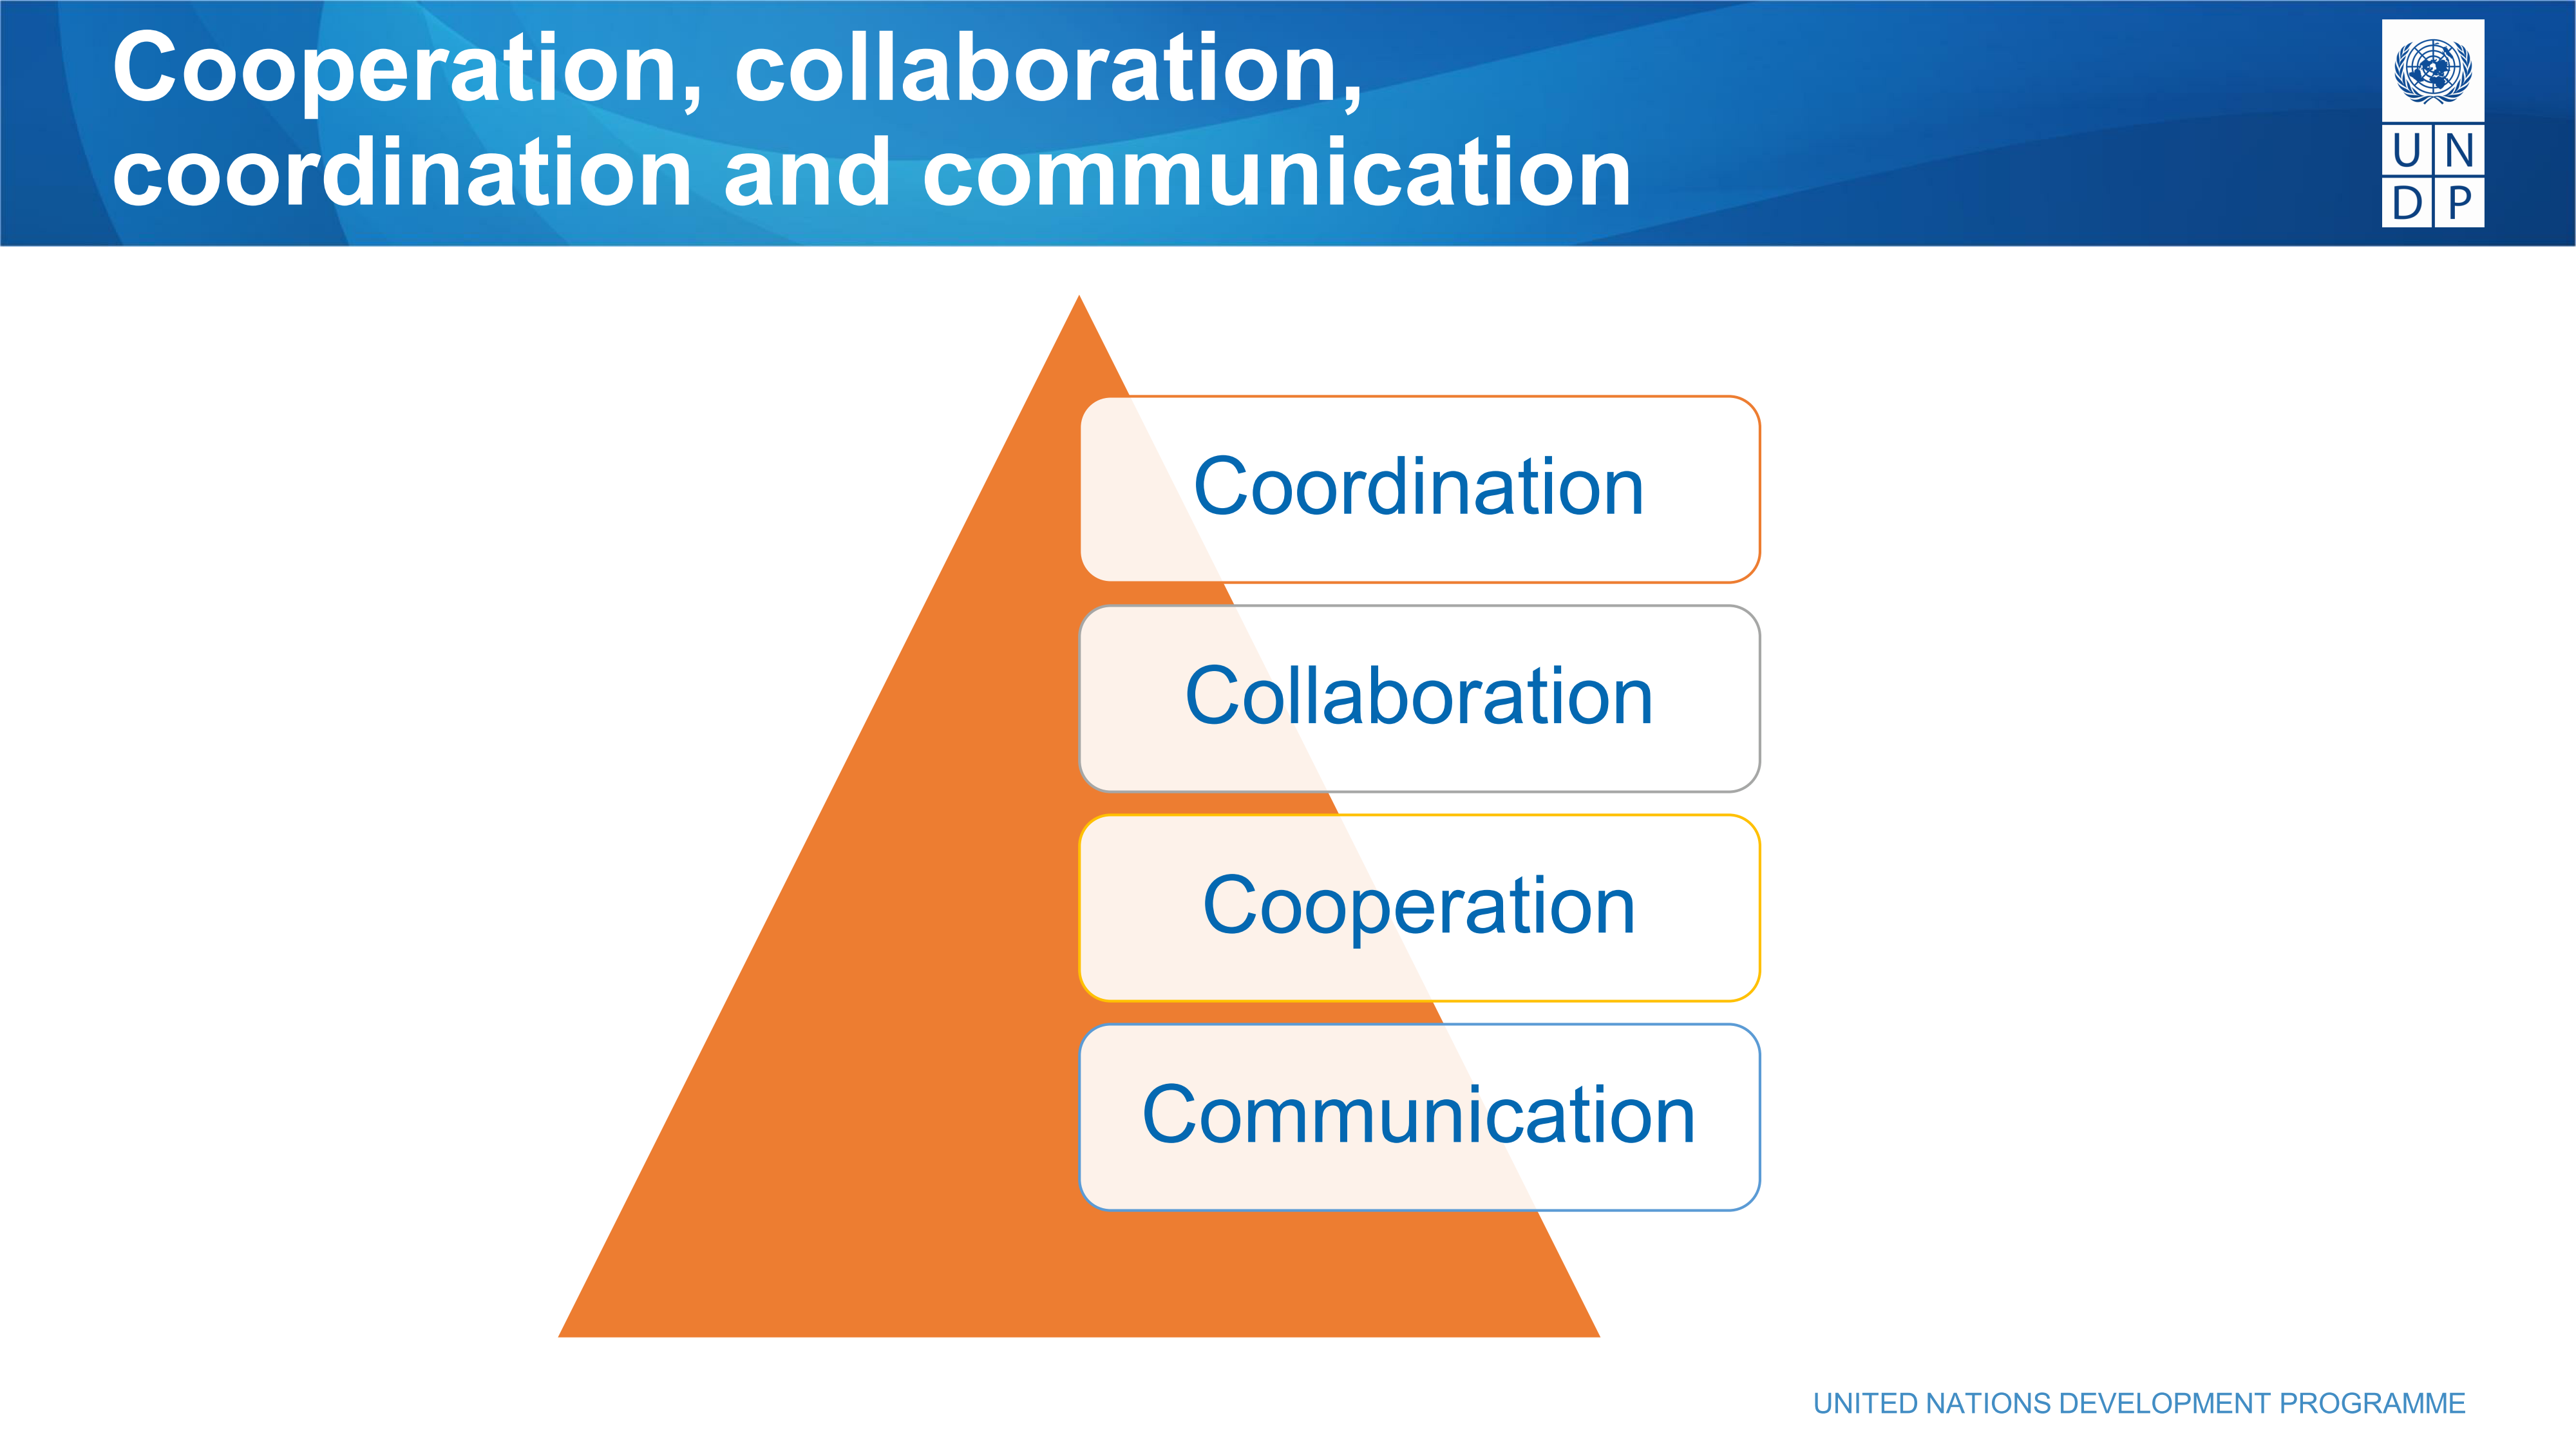 Cooperation, collaboration,
coordination and communication
U N
D P
Coordination
Collaboration
Cooperation
Communication
UNITED NATIONS DEVELOPMENT PROGRAMME